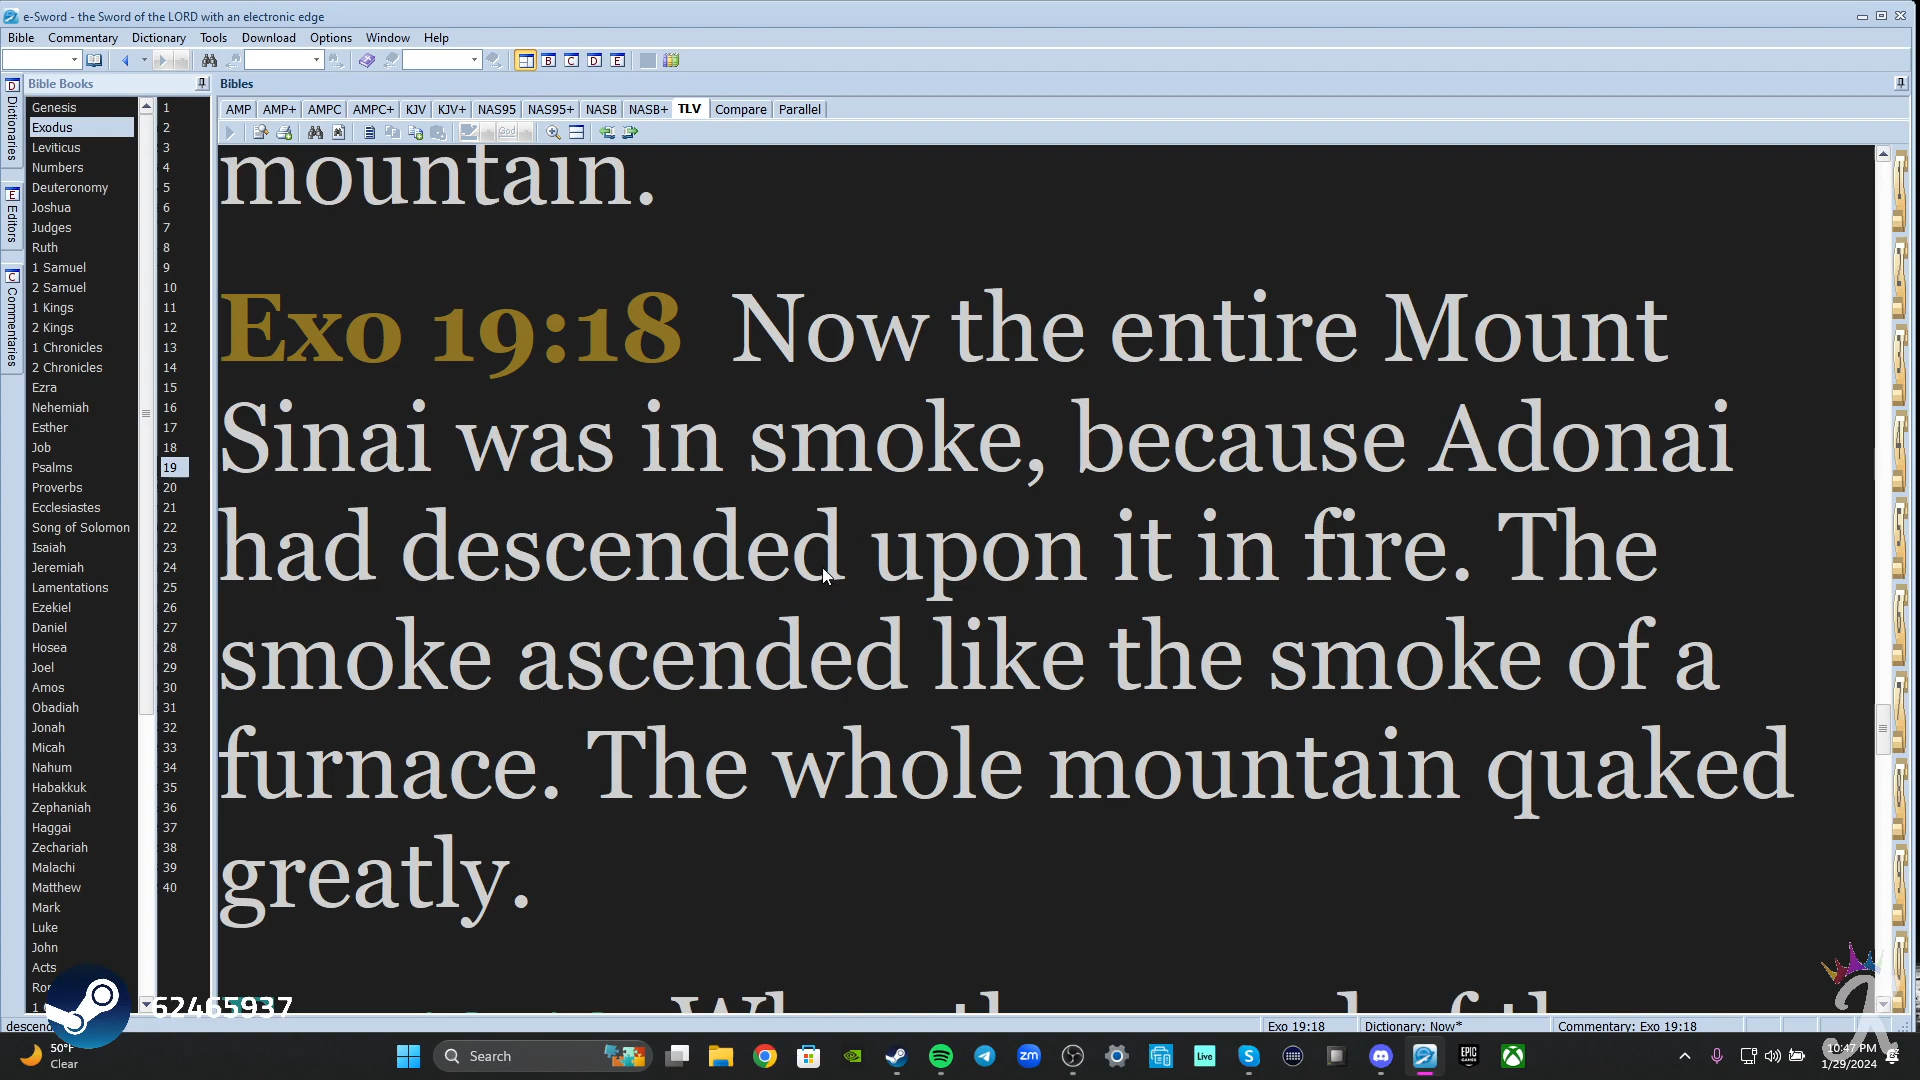 e-Sword - the Sword of the LORD with an electronic edge
Bible Commentary Dictionary Tools Download Options Window Help
B C D E
Bible Books
Bibles
AMP AMP+ AMPC AMPC+ KJV KJV+ NAS95 NAS95+ NASB NASB+ TLV Compare Parallel
D Dictionaries
E Editors
C Commentaries
Genesis 1
Exodus 2
Leviticus 3
Numbers 4
Deuteronomy 5
Joshua 6
Judges 7
Ruth 8
1 Samuel 9
2 Samuel 10
1 Kings 11
2 Kings 12
1 Chronicles 13
2 Chronicles 14
Ezra 15
Nehemiah 16
Esther 17
Job 18
Psalms 19
Proverbs 20
Ecclesiastes 21
Song of Solomon 22
Isaiah 23
Jeremiah 24
Lamentations 25
Ezekiel 26
Daniel 27
Hosea 28
Joel 29
Amos 30
Obadiah 31
Jonah 32
Micah 33
Nahum 34
Habakkuk 35
Zephaniah 36
Haggai 37
Zechariah 38
Malachi 39
Matthew 40
Mark
Luke
John
Acts
mountain.
Exo 19:18 Now the entire Mount
Sinai was in smoke, because Adonai
had descended upon it in fire. The
smoke ascended like the smoke of a
furnace. The whole mountain quaked
greatly.
62465937
Exo 19:18 Dictionary: Now* Commentary: Exo 19:18
50°F
Clear
Search
zm
Live
EPIC GAMES
10:47 PM
1/29/2024